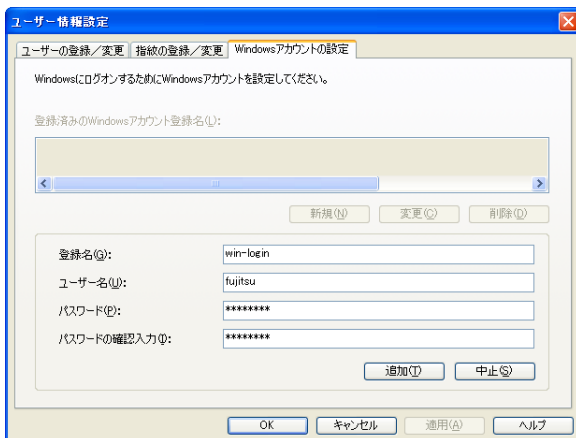 ユーザー情報設定
ユーザーの登録／変更 指紋の登録／変更 Windowsアカウントの設定
WindowsにログオンするためにWindowsアカウントを設定してください。
登録済みのWindowsアカウント登録名(L):
新規(N) 変更(C) 削除(D)
登録名(G): win-login
ユーザー名(U): fujitsu
パスワード(P): ********
パスワードの確認入力(I): ********
追加(T) 中止(S)
OK キャンセル 適用(A) ヘルプ